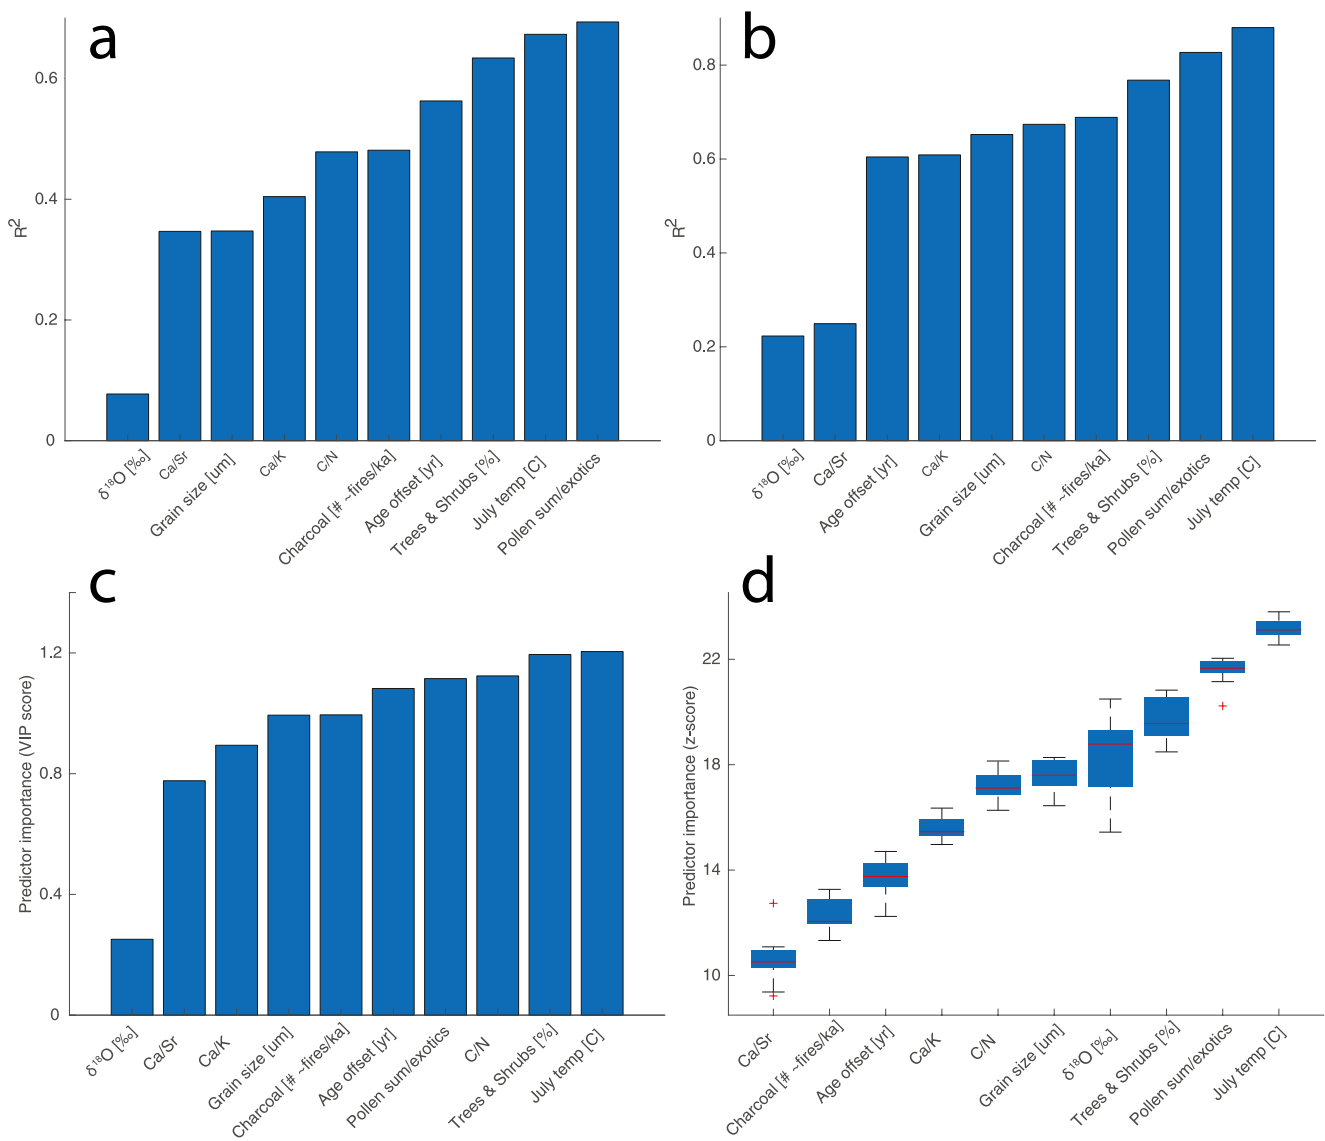 a
0.6
0.4
0.2
0
R2
δ18O [‰]
Ca/Sr
Grain size [um]
Ca/K
C/N
Charcoal [# ~fires/ka]
Age offset [yr]
Trees & Shrubs [%]
July temp [C]
Pollen sum/exotics
b
0.8
0.6
0.4
0.2
0
R2
δ18O [‰]
Ca/Sr
Age offset [yr]
Ca/K
Grain size [um]
C/N
Charcoal [# ~fires/ka]
Trees & Shrubs [%]
Pollen sum/exotics
July temp [C]
c
1.2
0.8
0.4
0
Predictor importance (VIP score)
δ18O [‰]
Ca/Sr
Ca/K
Grain size [um]
Charcoal [# ~fires/ka]
Age offset [yr]
Pollen sum/exotics
C/N
Trees & Shrubs [%]
July temp [C]
d
22
18
14
10
Predictor importance (z-score)
Ca/Sr
Charcoal [# ~fires/ka]
Age offset [yr]
Ca/K
C/N
Grain size [um]
δ18O [‰]
Trees & Shrubs [%]
Pollen sum/exotics
July temp [C]